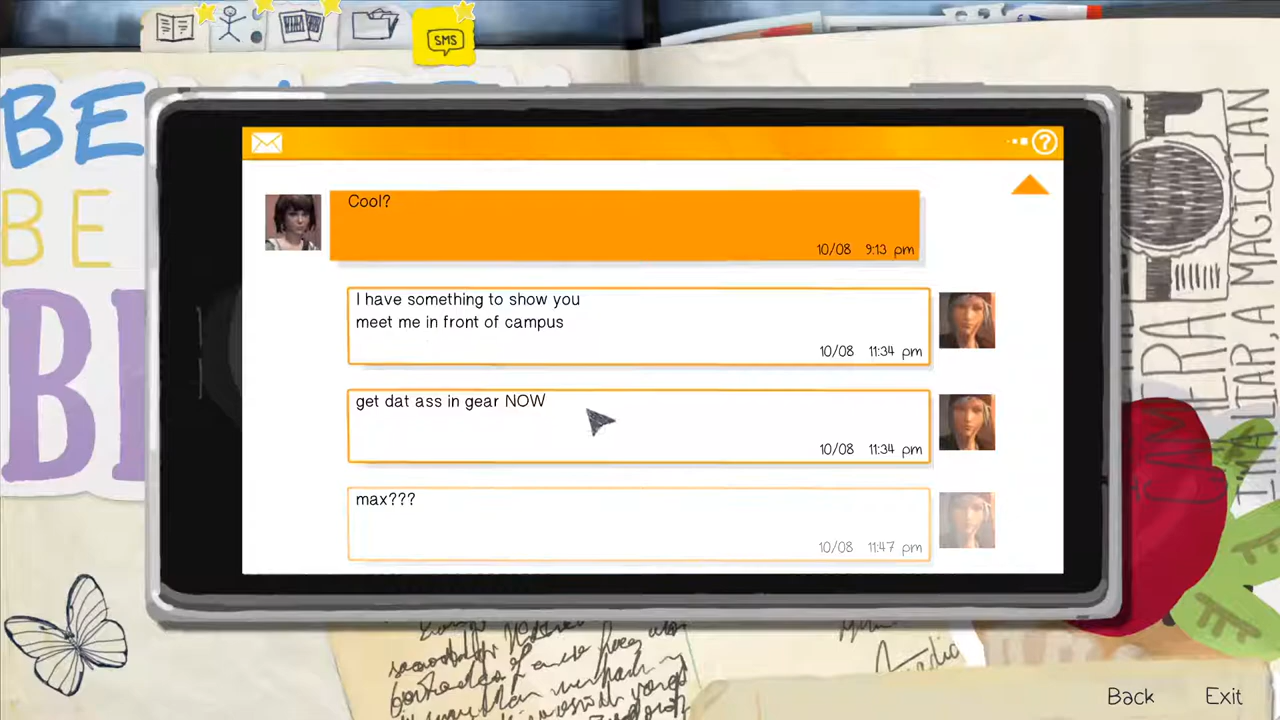 SMS
BE
BE
B
Cool?
10/08 9:13 pm
I have something to show you
meet me in front of campus
10/08 11:34 pm
get dat ass in gear NOW
10/08 11:34 pm
max???
10/08 11:47 pm
?
LIAR, A MAGICIAN
Back
Exit